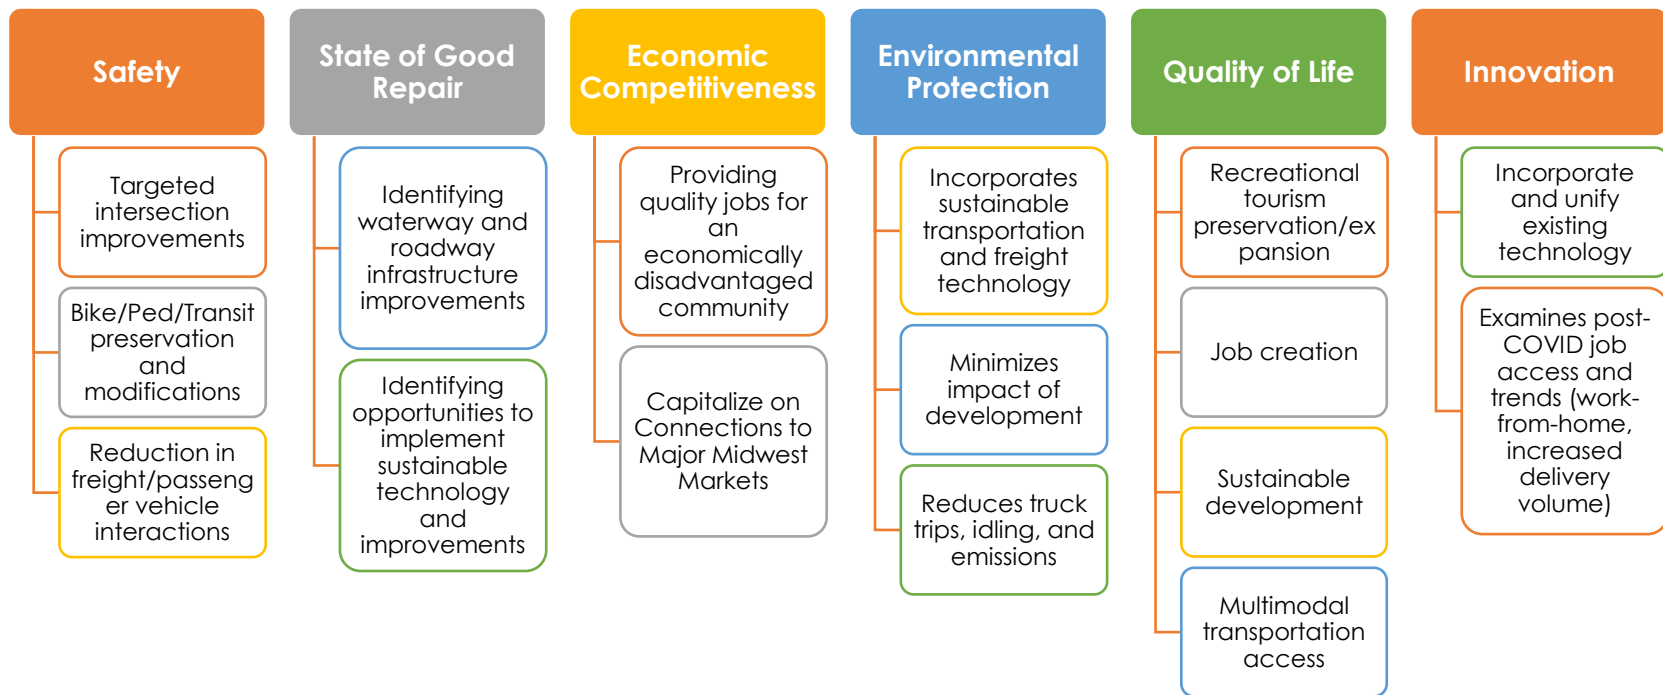 Safety
Targeted
intersection
improvements
Bike/Ped/Transit
preservation
and
modifications
Reduction in
freight/passeng
er vehicle
interactions
State of Good
Repair
Identifying
waterway and
roadway
infrastructure
improvements
Identifying
opportunities to
implement
sustainable
technology
and
improvements
Economic
Competitiveness
Providing
quality jobs for
an
economically
disadvantaged
community
Capitalize on
Connections to
Major Midwest
Markets
Environmental
Protection
Incorporates
sustainable
transportation
and freight
technology
Minimizes
impact of
development
Reduces truck
trips, idling, and
emissions
Quality of Life
Recreational
tourism
preservation/ex
pansion
Job creation
Sustainable
development
Multimodal
transportation
access
Innovation
Incorporate
and unify
existing
technology
Examines post-
COVID job
access and
trends (work-
from-home,
increased
delivery
volume)